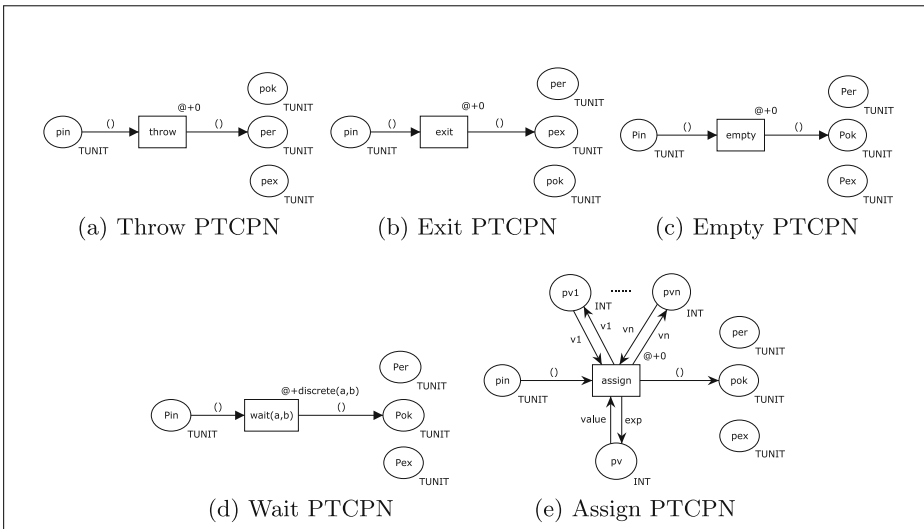 pok
TUNIT
@+0
pin
TUNIT
()
throw
()
per
TUNIT
pex
TUNIT
(a) Throw PTCPN
per
TUNIT
@+0
pin
TUNIT
()
exit
()
pex
TUNIT
pok
TUNIT
(b) Exit PTCPN
Per
TUNIT
@+0
Pin
TUNIT
()
empty
()
Pok
TUNIT
Pex
TUNIT
(c) Empty PTCPN
Per
TUNIT
@+discrete(a,b)
Pin
TUNIT
()
wait(a,b)
()
Pok
TUNIT
Pex
TUNIT
(d) Wait PTCPN
pv1
INT
......
pvn
INT
v1
v1
vn
vn
per
TUNIT
@+0
pin
TUNIT
()
assign
()
pok
TUNIT
value
exp
pex
TUNIT
pv
INT
(e) Assign PTCPN